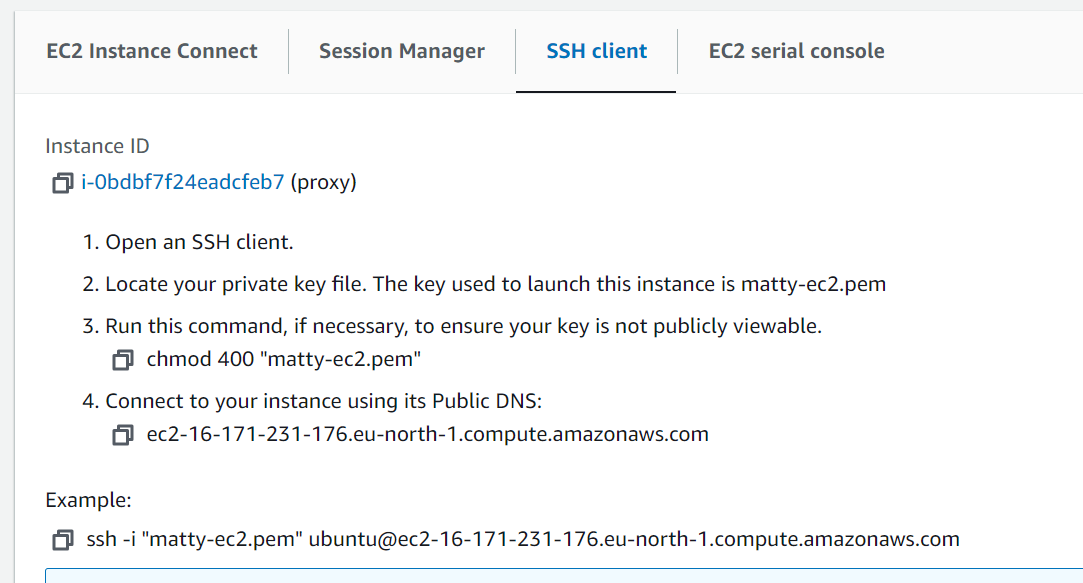 EC2 Instance Connect
Session Manager
SSH client
EC2 serial console
Instance ID
i-0bdbf7f24eadcfeb7 (proxy)
1. Open an SSH client.
2. Locate your private key file. The key used to launch this instance is matty-ec2.pem
3. Run this command, if necessary, to ensure your key is not publicly viewable.
chmod 400 "matty-ec2.pem"
4. Connect to your instance using its Public DNS:
ec2-16-171-231-176.eu-north-1.compute.amazonaws.com
Example:
ssh -i "matty-ec2.pem" ubuntu@ec2-16-171-231-176.eu-north-1.compute.amazonaws.com